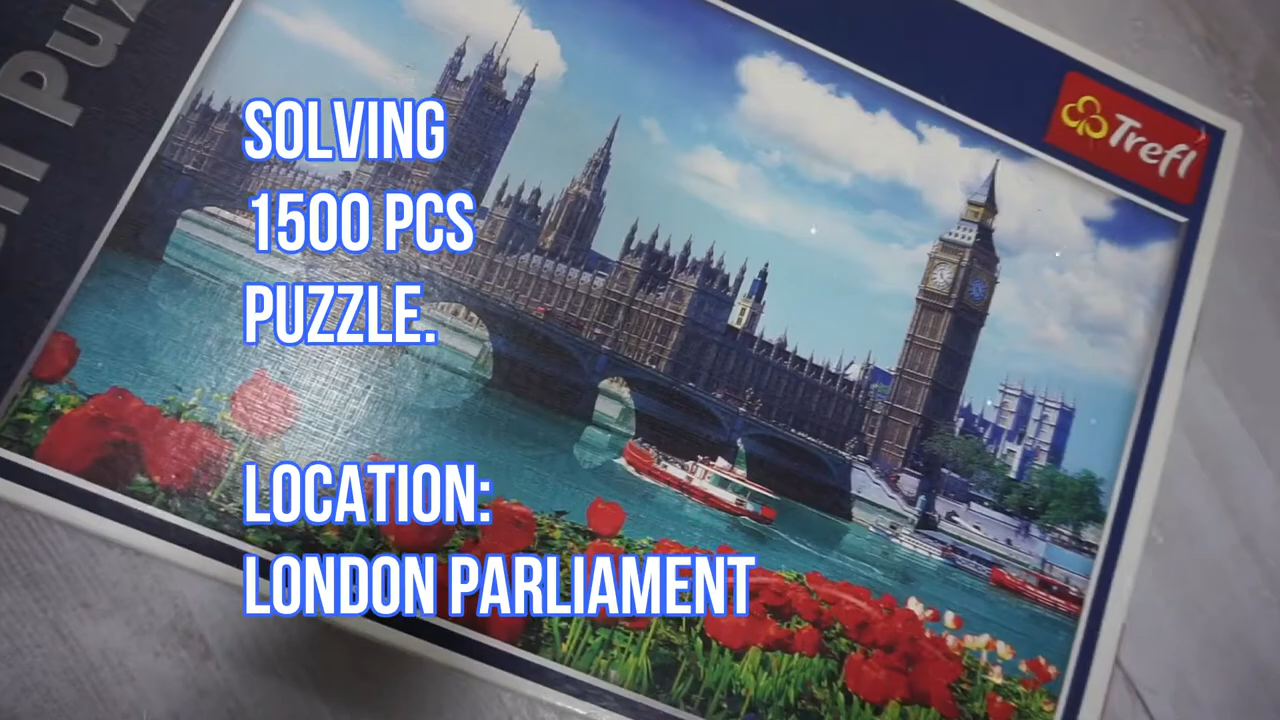 SOLVING
1500 PCS
PUZZLE.
LOCATION:
LONDON PARLIAMENT
Trefl